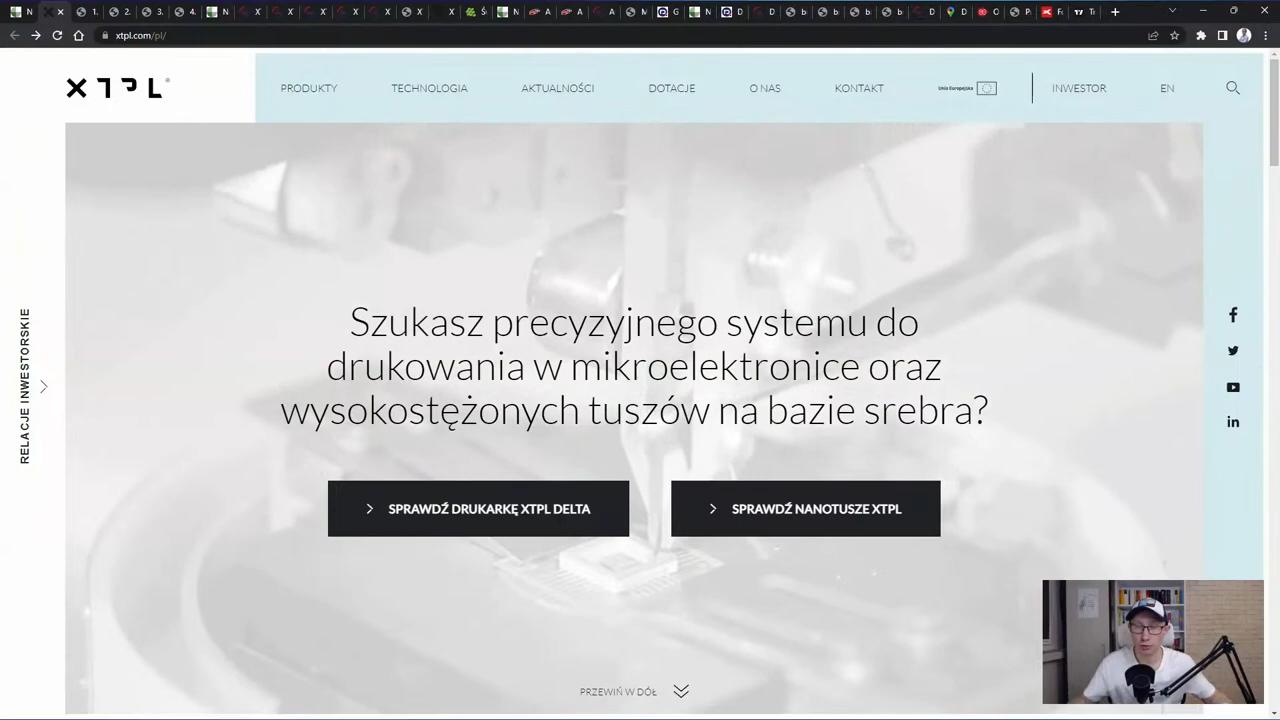 xtpl.com/pl/
XTPL®
PRODUKTY
TECHNOLOGIA
AKTUALNOŚCI
DOTACJE
O NAS
KONTAKT
Unia Europejska
INWESTOR
EN
RELACJE INWESTORSKIE
Szukasz precyzyjnego systemu do
drukowania w mikroelektronice oraz
wysokostężonych tuszów na bazie srebra?
SPRAWDŹ DRUKARKĘ XTPL DELTA
SPRAWDŹ NANOTUSZE XTPL
PRZEWIŃ W DÓŁ